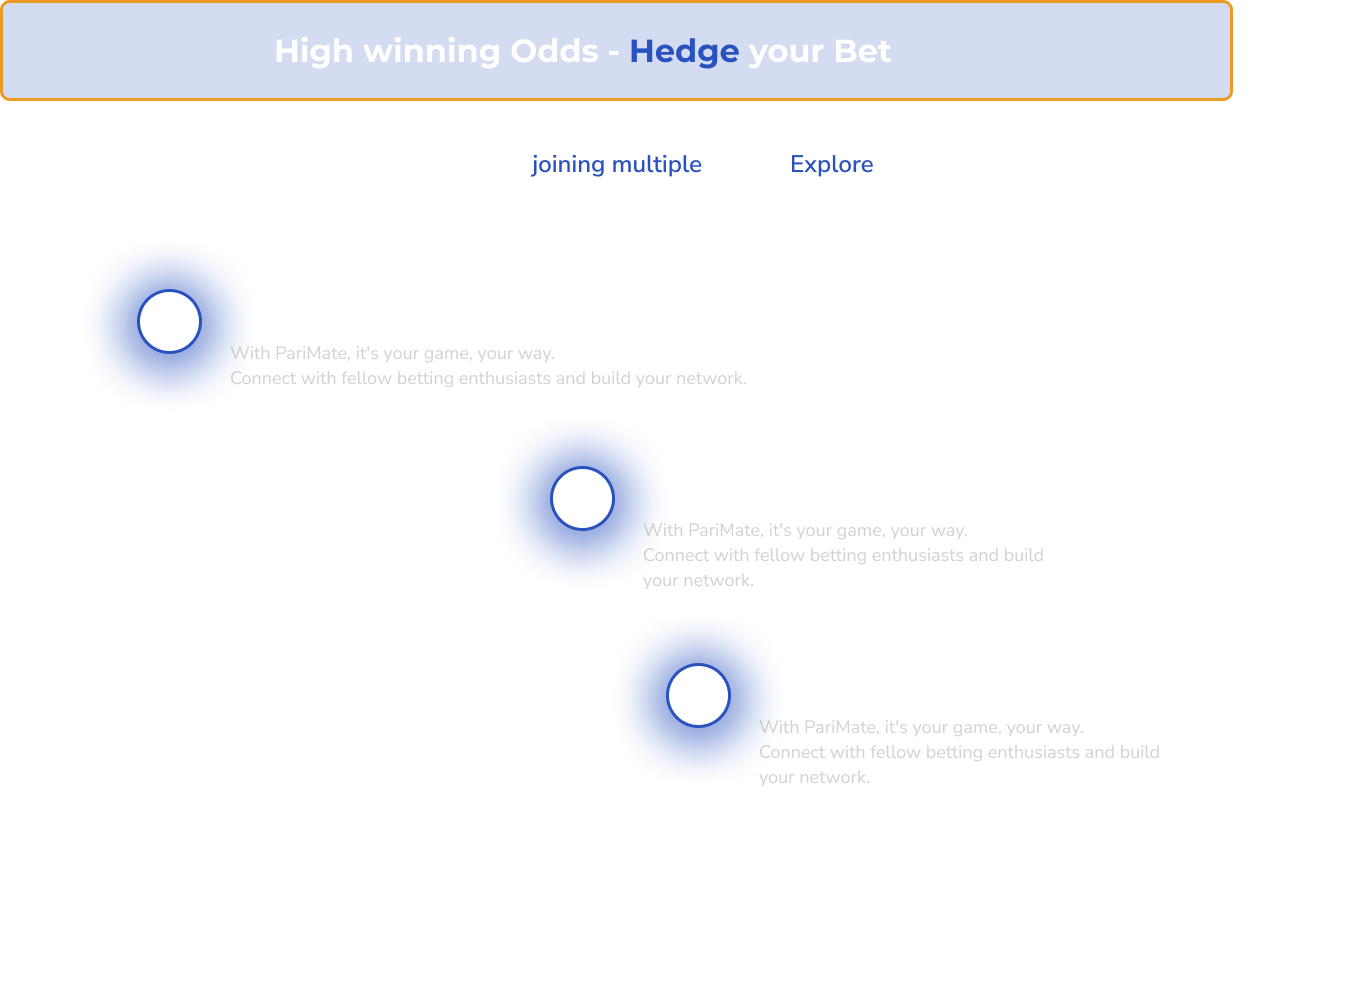 High winning Odds - Hedge your Bet
joining multiple Explore
With PariMate, it's your game, your way.
Connect with fellow betting enthusiasts and build your network.
With PariMate, it's your game, your way.
Connect with fellow betting enthusiasts and build
your network.
With PariMate, it's your game, your way.
Connect with fellow betting enthusiasts and build
your network.